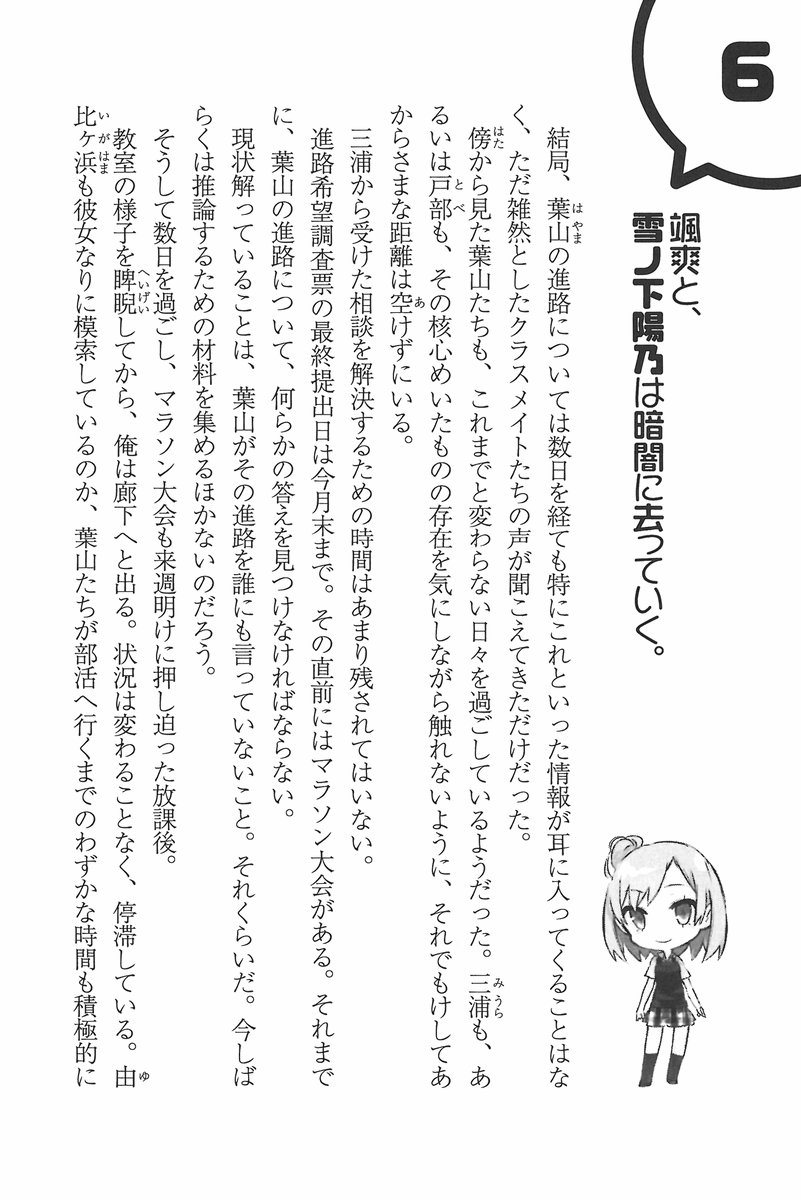 6
颯爽と、
雪ノ下陽乃は暗闇に去っていく。
結局、葉山の進路については数日を経ても特にこれといった情報が耳に入ってくることはな
く、ただ雑然としたクラスメイトたちの声が聞こえてきただけだった。
傍から見た葉山たちも、これまでと変わらない日々を過ごしているようだった。三浦も、あ
るいは戸部も、その核心めいたものの存在を気にしながら触れないように、それでもけしてあ
からさまな距離は空けずにいる。
三浦から受けた相談を解決するための時間はあまり残されてはいない。
進路希望調査票の最終提出日は今月末まで。その直前にはマラソン大会がある。それまで
に、葉山の進路について、何らかの答えを見つけなければならない。
現状解っていることは、葉山がその進路を誰にも言っていないこと。それくらいだ。今しば
らくは推論するための材料を集めるほかないのだろう。
そうして数日を過ごし、マラソン大会も来週明けに押し迫った放課後。
教室の様子を睥睨してから、俺は廊下へと出る。状況は変わることなく、停滞している。由
比ヶ浜も彼女なりに模索しているのか、葉山たちが部活へ行くまでのわずかな時間も積極的に